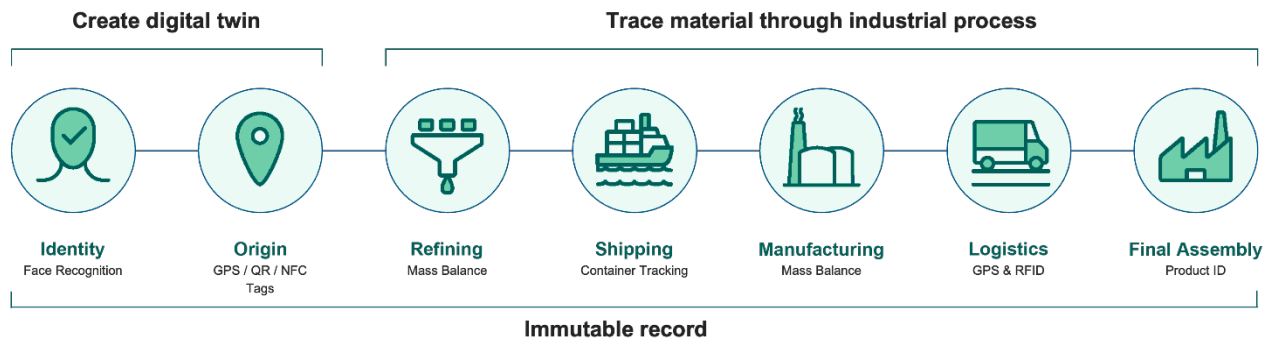 Create digital twin
Trace material through industrial process
Identity
Face Recognition
Origin
GPS / QR / NFC
Tags
Refining
Mass Balance
Shipping
Container Tracking
Manufacturing
Mass Balance
Logistics
GPS & RFID
Final Assembly
Product ID
Immutable record